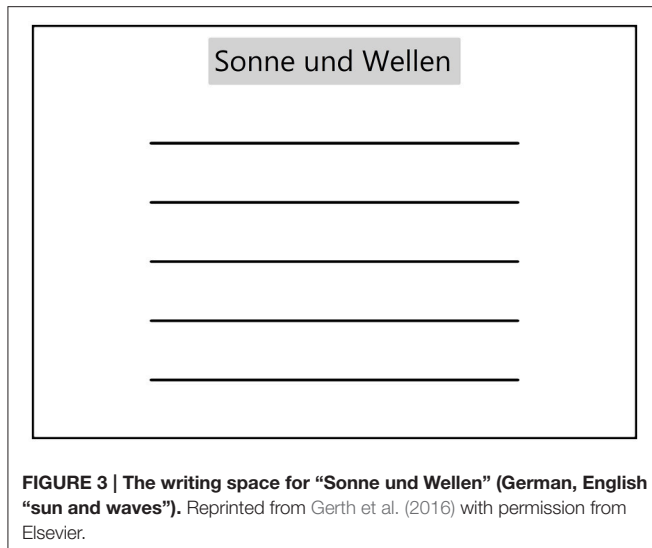 Sonne und Wellen
FIGURE 3 | The writing space for “Sonne und Wellen” (German, English
“sun and waves”). Reprinted from Gerth et al. (2016) with permission from
Elsevier.